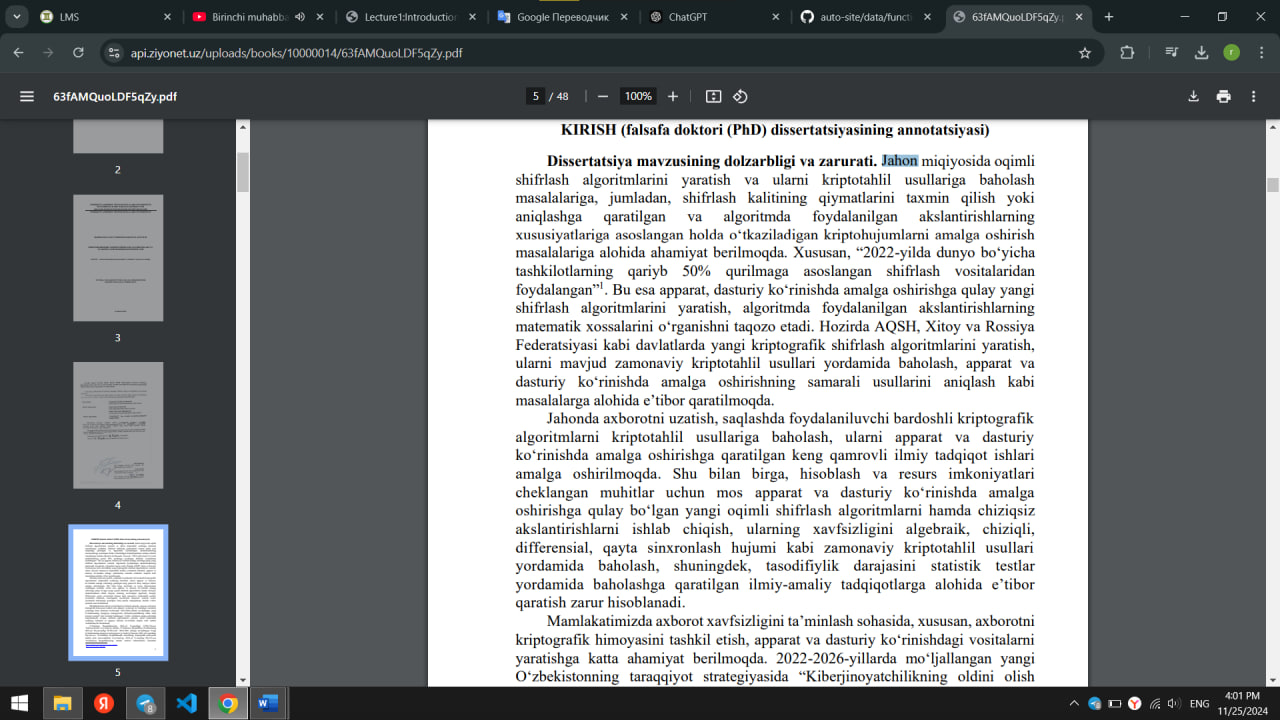 LMS
Birinchi muhabba
Lecture1:Introduction
Google Переводчик
ChatGPT
auto-site/data/functi
63fAMQuoLDF5qZy.p
api.ziyonet.uz/uploads/books/10000014/63fAMQuoLDF5qZy.pdf
r
63fAMQuoLDF5qZy.pdf
5 / 48
100%
2
3
4
5
KIRISH (falsafa doktori (PhD) dissertatsiyasining annotatsiyasi)
Dissertatsiya mavzusining dolzarbligi va zarurati. Jahon miqiyosida oqimli
shifrlash algoritmlarini yaratish va ularni kriptotahlil usullariga baholash
masalalariga, jumladan, shifrlash kalitining qiymatlarini taxmin qilish yoki
aniqlashga qaratilgan va algoritmda foydalanilgan akslantirishlarning
xususiyatlariga asoslangan holda o‘tkaziladigan kriptohujumlarni amalga oshirish
masalalariga alohida ahamiyat berilmoqda. Xususan, “2022-yilda dunyo bo‘yicha
tashkilotlarning qariyb 50% qurilmaga asoslangan shifrlash vositalaridan
foydalangan”1. Bu esa apparat, dasturiy ko‘rinishda amalga oshirishga qulay yangi
shifrlash algoritmlarini yaratish, algoritmda foydalanilgan akslantirishlarning
matematik xossalarini o‘rganishni taqozo etadi. Hozirda AQSH, Xitoy va Rossiya
Federatsiyasi kabi davlatlarda yangi kriptografik shifrlash algoritmlarini yaratish,
ularni mavjud zamonaviy kriptotahlil usullari yordamida baholash, apparat va
dasturiy ko‘rinishda amalga oshirishning samarali usullarini aniqlash kabi
masalalarga alohida e’tibor qaratilmoqda.
Jahonda axborotni uzatish, saqlashda foydalaniluvchi bardoshli kriptografik
algoritmlarni kriptotahlil usullariga baholash, ularni apparat va dasturiy
ko‘rinishda amalga oshirishga qaratilgan keng qamrovli ilmiy tadqiqot ishlari
amalga oshirilmoqda. Shu bilan birga, hisoblash va resurs imkoniyatlari
cheklangan muhitlar uchun mos apparat va dasturiy ko‘rinishda amalga
oshirishga qulay bo‘lgan yangi oqimli shifrlash algoritmlarni hamda chiziqsiz
akslantirishlarni ishlab chiqish, ularning xavfsizligini algebraik, chiziqli,
differensial, qayta sinxronlash hujumi kabi zamonaviy kriptotahlil usullari
yordamida baholash, shuningdek, tasodifiylik darajasini statistik testlar
yordamida baholashga qaratilgan ilmiy-amaliy tadqiqotlarga alohida e’tibor
qaratish zarur hisoblanadi.
Mamlakatimizda axborot xavfsizligini ta’minlash sohasida, xususan, axborotni
kriptografik himoyasini tashkil etish, apparat va dasturiy ko‘rinishdagi vositalarni
yaratishga katta ahamiyat berilmoqda. 2022-2026-yillarda mo‘ljallangan yangi
O‘zbekistonning taraqqiyot strategiyasida “Kiberjinoyatchilikning oldini olish
ENG
4:01 PM
11/25/2024